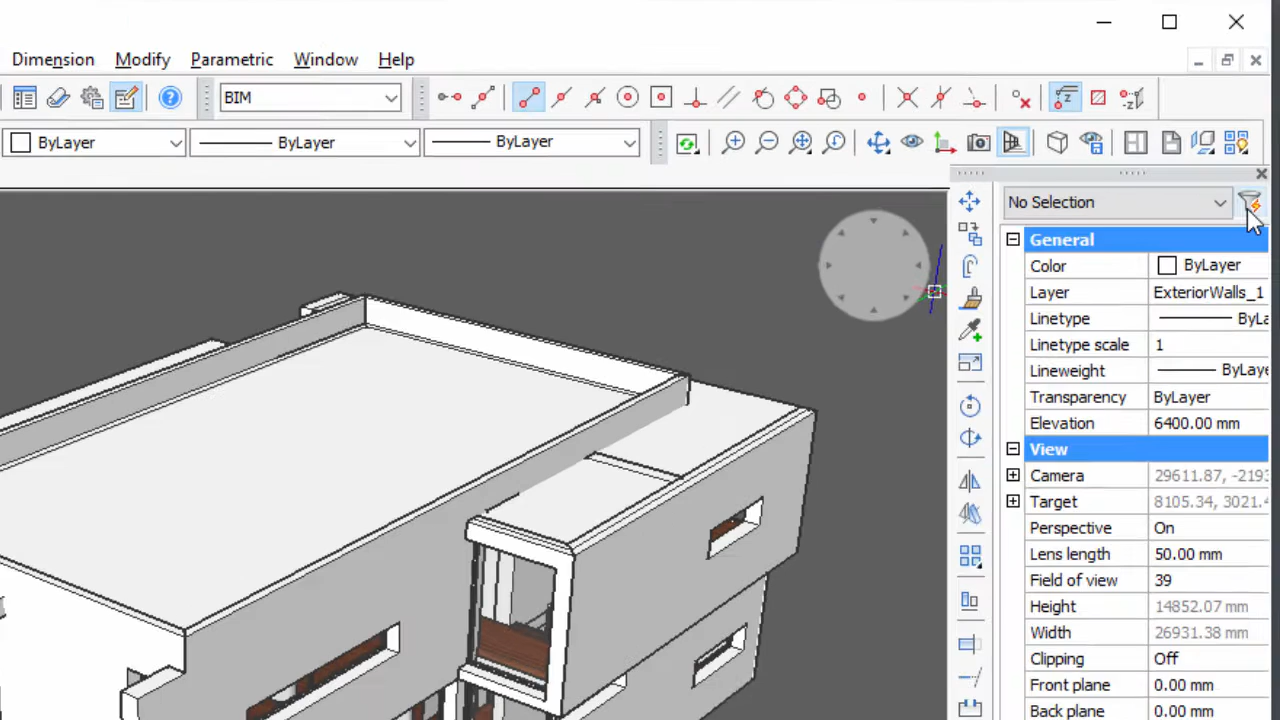 Dimension Modify Parametric Window Help
BIM
ByLayer ByLayer ByLayer
No Selection
General
Color ByLayer
Layer ExteriorWalls_1
Linetype ByLa
Linetype scale 1
Lineweight ByLaye
Transparency ByLayer
Elevation 6400.00 mm
View
Camera 29611.87, -2193
Target 8105.34, 3021.4
Perspective On
Lens length 50.00 mm
Field of view 39
Height 14852.07 mm
Width 26931.38 mm
Clipping Off
Front plane 0.00 mm
Back plane 0.00 mm